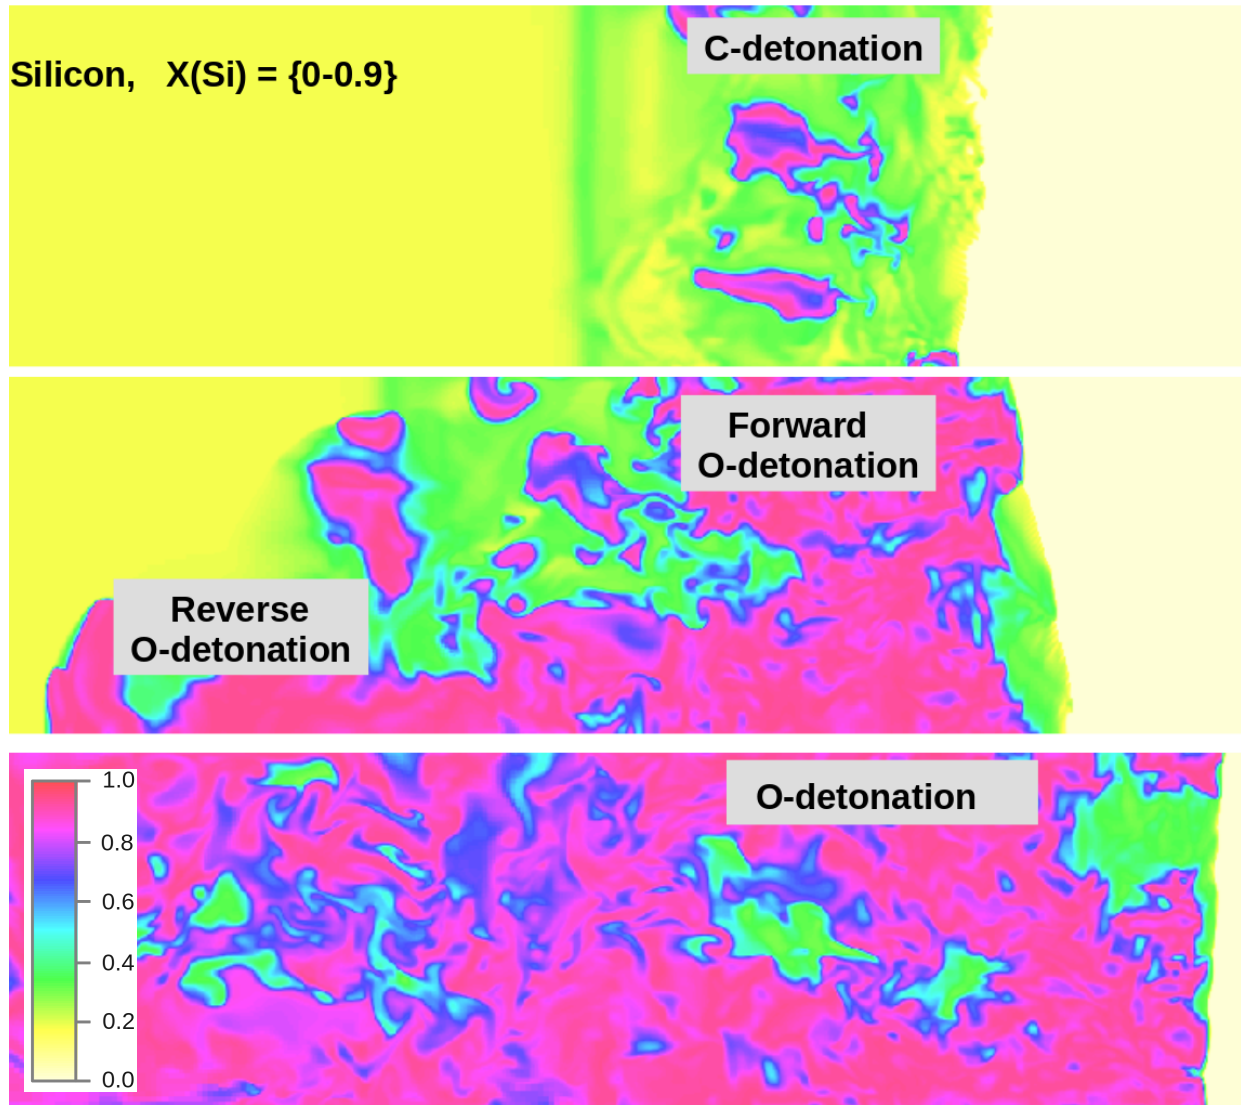 Silicon, X(Si) = {0-0.9}
C-detonation
Forward
O-detonation
Reverse
O-detonation
O-detonation
1.0
0.8
0.6
0.4
0.2
0.0